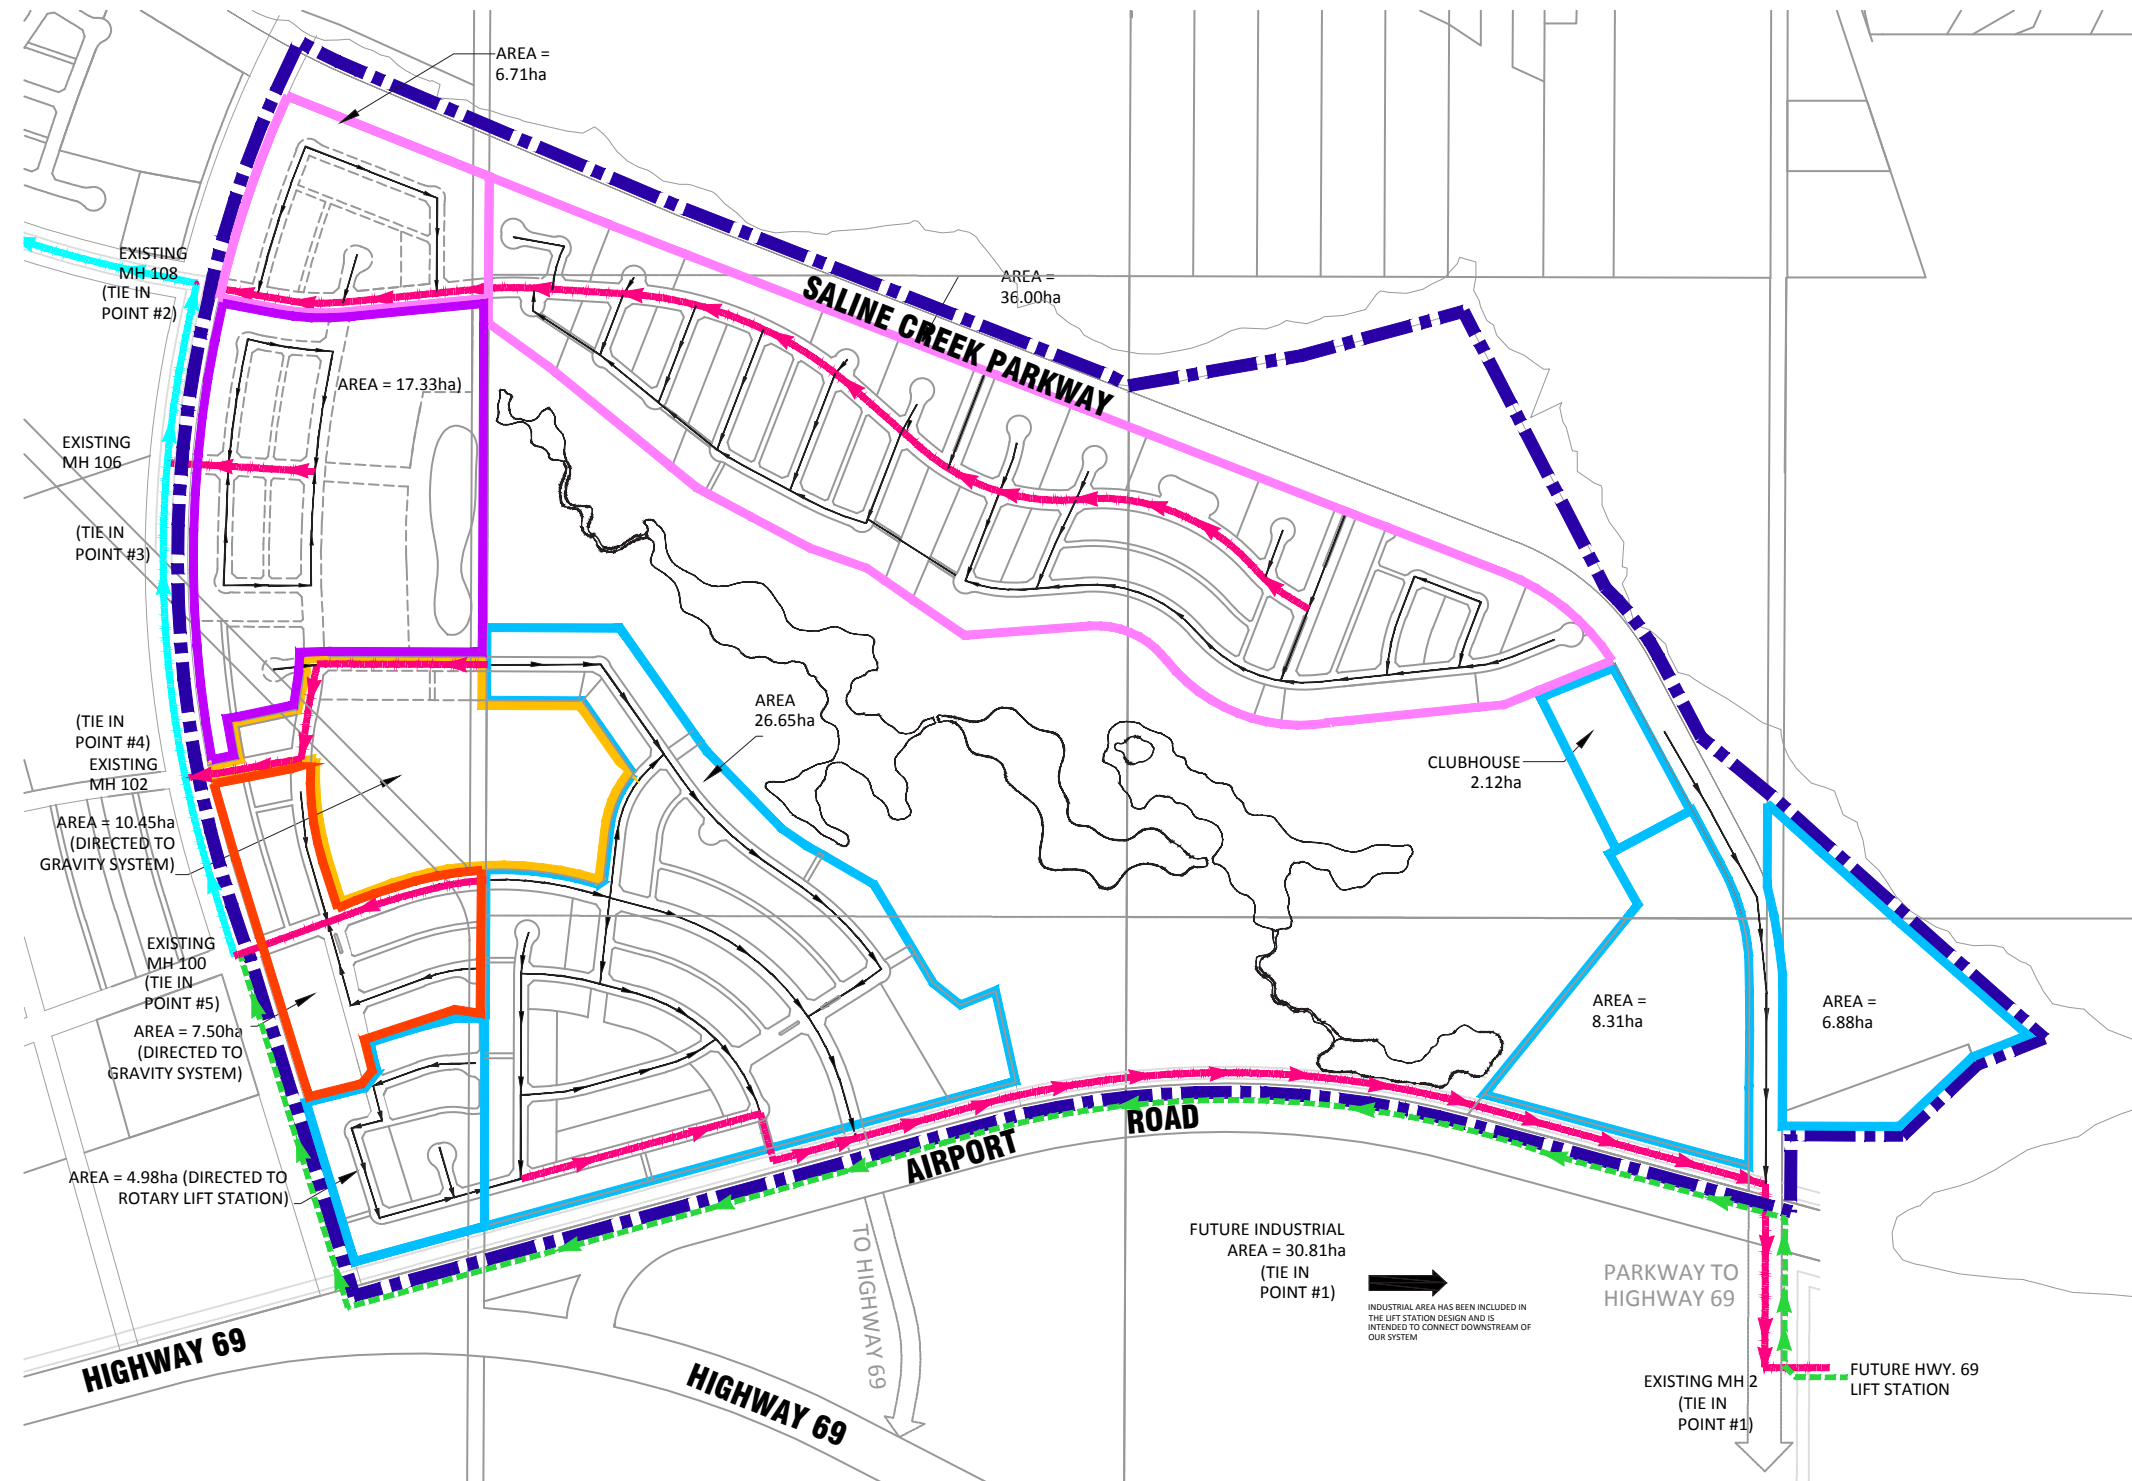 AREA =
6.71ha
EXISTING
MH 108
(TIE IN
POINT #2)
AREA =
36.00ha
SALINE CREEK PARKWAY
AREA = 17.33ha)
EXISTING
MH 106
(TIE IN
POINT #3)
(TIE IN
POINT #4)
EXISTING
MH 102
AREA
26.65ha
CLUBHOUSE
2.12ha
AREA = 10.45ha
(DIRECTED TO
GRAVITY SYSTEM)
EXISTING
MH 100
(TIE IN
POINT #5)
AREA = 7.50ha
(DIRECTED TO
GRAVITY SYSTEM)
AREA =
8.31ha
AREA =
6.88ha
AREA = 4.98ha (DIRECTED TO
ROTARY LIFT STATION)
AIRPORT
ROAD
TO HIGHWAY 69
FUTURE INDUSTRIAL
AREA = 30.81ha
(TIE IN
POINT #1)
INDUSTRIAL AREA HAS BEEN INCLUDED IN
THE LIFT STATION DESIGN AND IS
INTENDED TO CONNECT DOWNSTREAM OF
OUR SYSTEM
PARKWAY TO
HIGHWAY 69
HIGHWAY 69
HIGHWAY 69
EXISTING MH 2
(TIE IN
POINT #1)
FUTURE HWY. 69
LIFT STATION